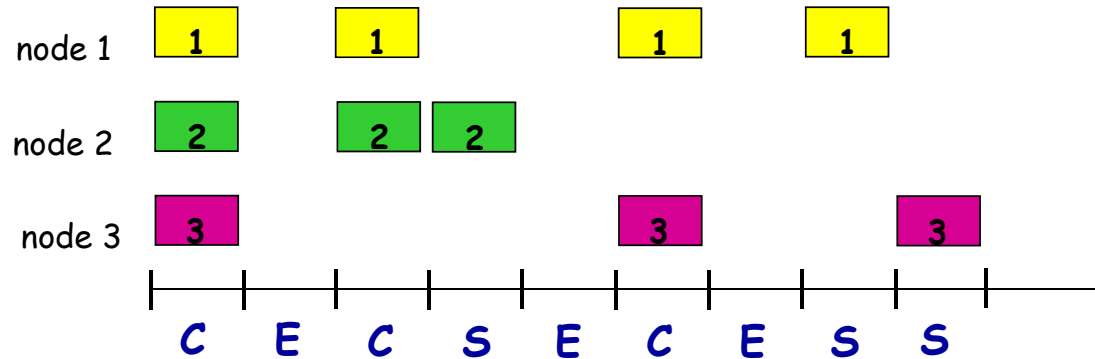 node 1 1 1 1 1
node 2 2 2 2
node 3 3 3 3
C E C S E C E S S